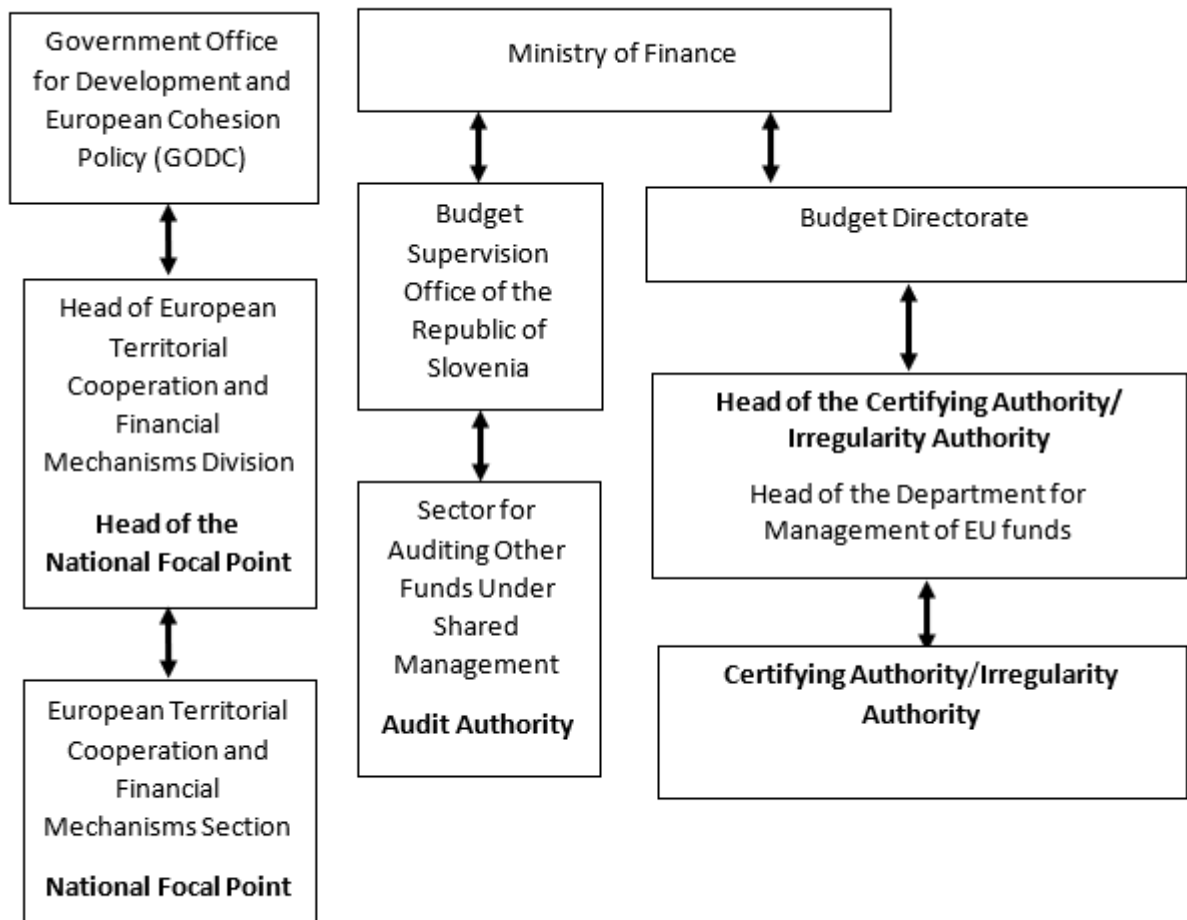 Government Office
for Development and
European Cohesion
Policy (GODC)
Head of European
Territorial
Cooperation and
Financial
Mechanisms Division
Head of the
National Focal Point
European Territorial
Cooperation and
Financial
Mechanisms Section
National Focal Point
Ministry of Finance
Budget
Supervision
Office of the
Republic of
Slovenia
Sector for
Auditing Other
Funds Under
Shared
Management
Audit Authority
Budget Directorate
Head of the Certifying Authority/
Irregularity Authority
Head of the Department for
Management of EU funds
Certifying Authority/Irregularity
Authority